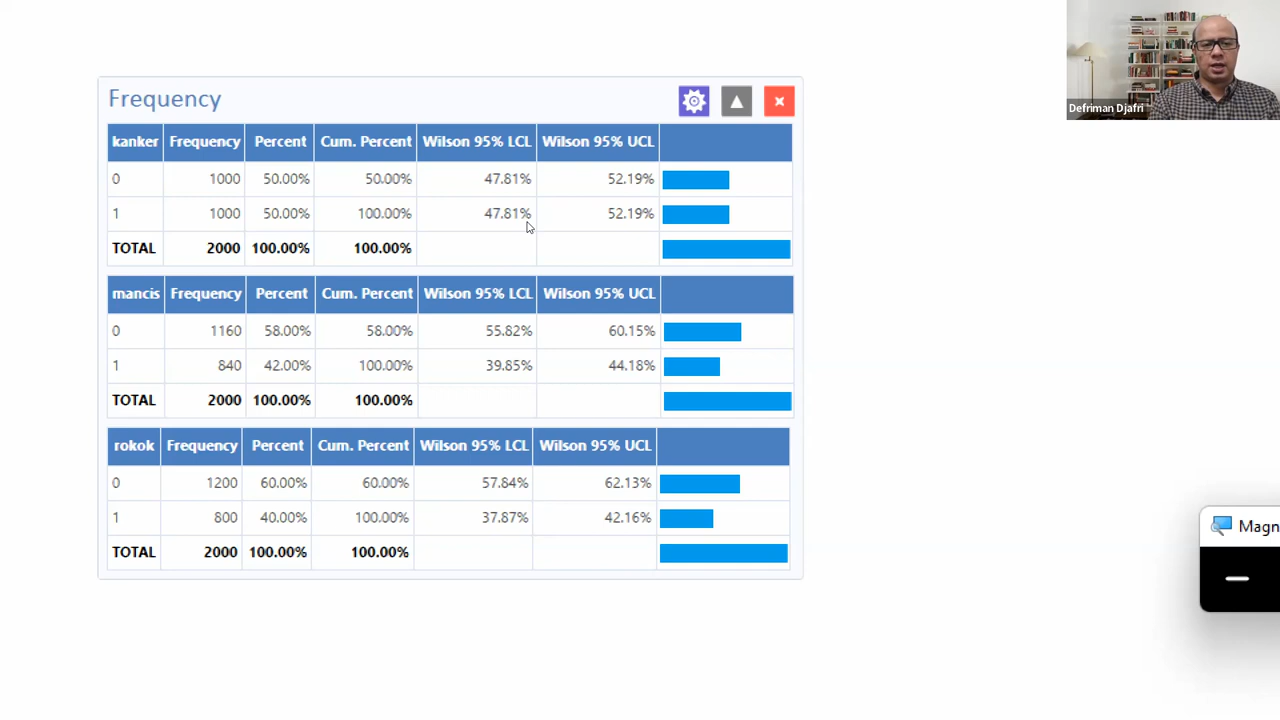 Defriman Djafri
Frequency
kanker Frequency Percent Cum. Percent Wilson 95% LCL Wilson 95% UCL
0 1000 50.00% 50.00% 47.81% 52.19%
1 1000 50.00% 100.00% 47.81% 52.19%
TOTAL 2000 100.00% 100.00%
mancis Frequency Percent Cum. Percent Wilson 95% LCL Wilson 95% UCL
0 1160 58.00% 58.00% 55.82% 60.15%
1 840 42.00% 100.00% 39.85% 44.18%
TOTAL 2000 100.00% 100.00%
rokok Frequency Percent Cum. Percent Wilson 95% LCL Wilson 95% UCL
0 1200 60.00% 60.00% 57.84% 62.13%
1 800 40.00% 100.00% 37.87% 42.16%
TOTAL 2000 100.00% 100.00%
Magn